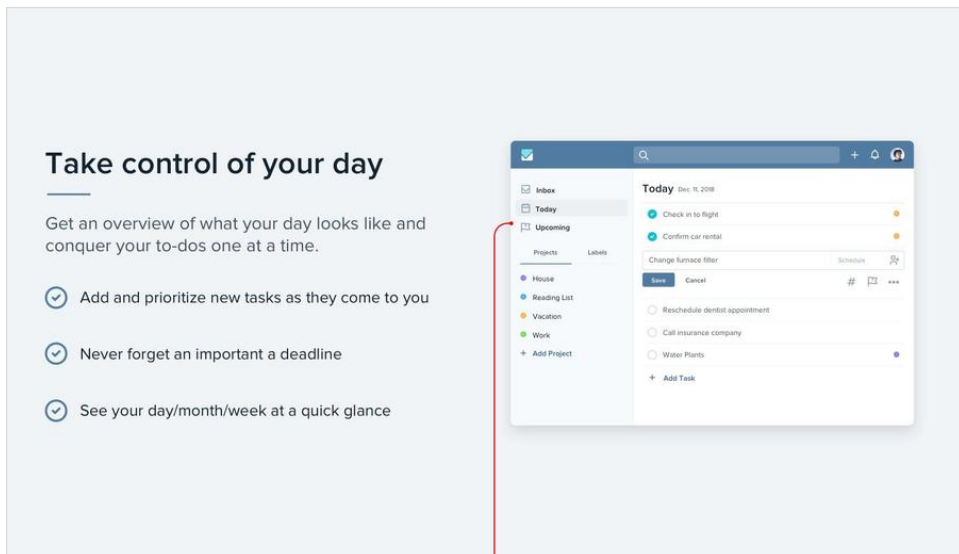 Take control of your day
Get an overview of what your day looks like and
conquer your to-dos one at a time.
Add and prioritize new tasks as they come to you
Never forget an important a deadline
See your day/month/week at a quick glance
Inbox
Today
Upcoming
Projects Labels
House
Reading List
Vacation
Work
+ Add Project
Today Dec. 11, 2018
Check in to flight
Confirm car rental
Change furnace filter Schedule
Save Cancel
Reschedule dentist appointment
Call insurance company
Water Plants
+ Add Task